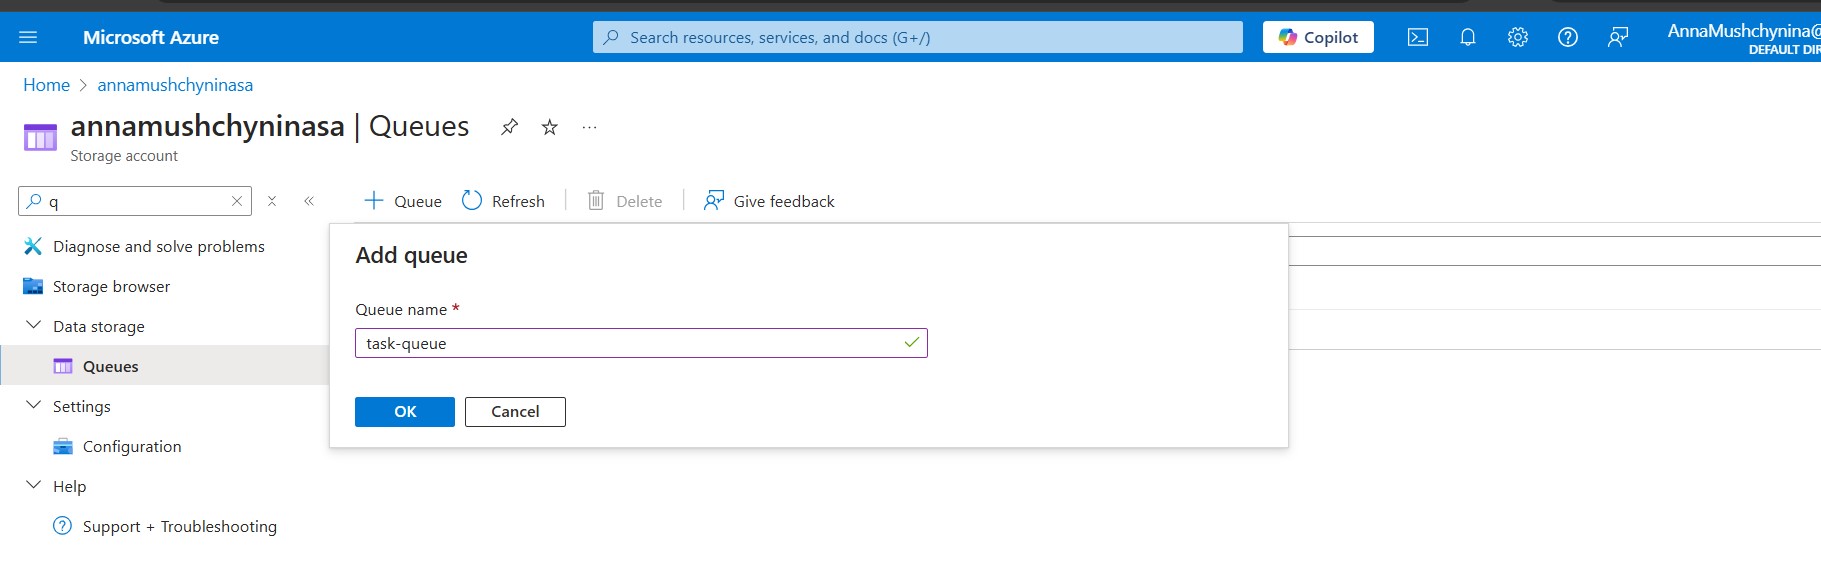 Microsoft Azure
Search resources, services, and docs (G+/)
Copilot
AnnaMushchynina@
DEFAULT DIR
Home > annamushchyninasa
annamushchyninasa | Queues
...
Storage account
q
Queue
Refresh
Delete
Give feedback
Diagnose and solve problems
Storage browser
Data storage
Queues
Settings
Configuration
Help
Support + Troubleshooting
Add queue
Queue name *
task-queue
OK
Cancel